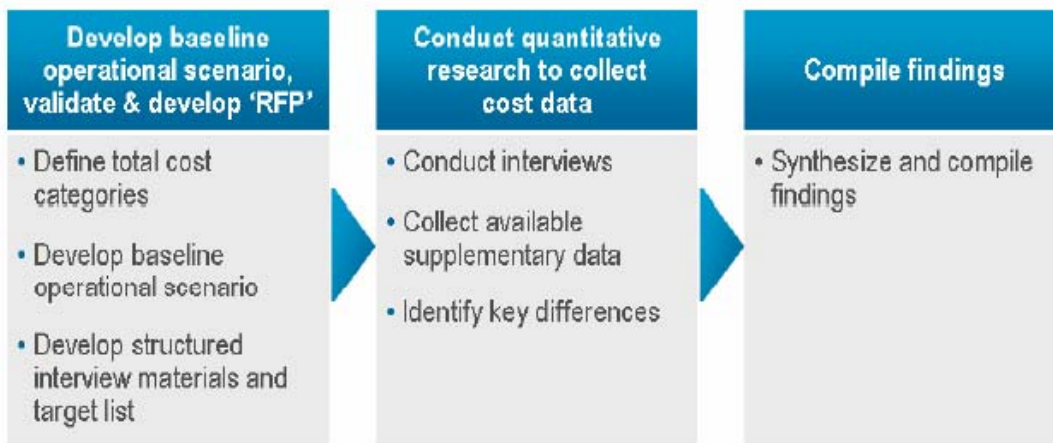 Develop baseline
operational scenario,
validate & develop ‘RFP’
• Define total cost
categories
• Develop baseline
operational scenario
• Develop structured
interview materials and
target list
Conduct quantitative
research to collect
cost data
• Conduct interviews
• Collect available
supplementary data
• Identify key differences
Compile findings
• Synthesize and compile
findings